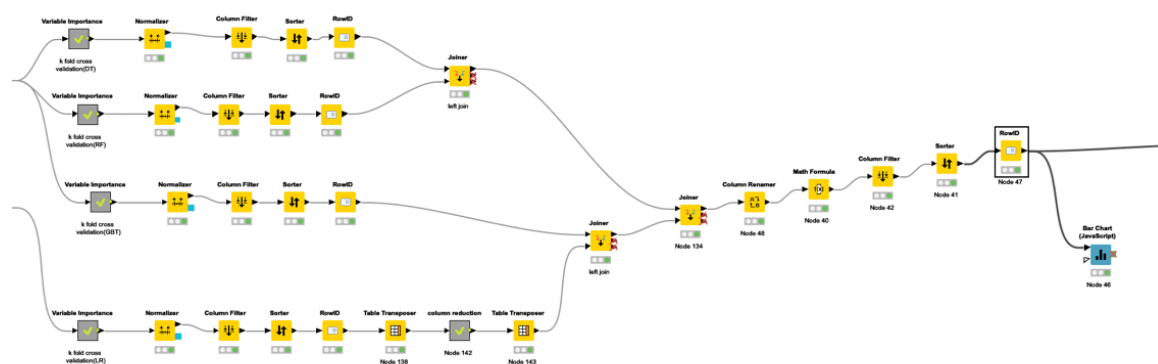 Variable Importance
Normalizer
Column Filter
Sorter
RowID
k fold cross
validation(DT)
Joiner
left join
Variable Importance
Normalizer
Column Filter
Sorter
RowID
k fold cross
validation(RF)
RowID
Node 47
Sorter
Node 41
Column Filter
Node 42
Math Formula
Node 40
Column Renamer
Node 48
Joiner
Node 134
Variable Importance
Normalizer
Column Filter
Sorter
RowID
k fold cross
validation(GBT)
Joiner
left join
Bar Chart
(JavaScript)
Node 46
Variable Importance
Normalizer
Column Filter
Sorter
RowID
Table Transposer
column reduction
Table Transposer
k fold cross
validation(LR)
Node 138
Node 142
Node 143